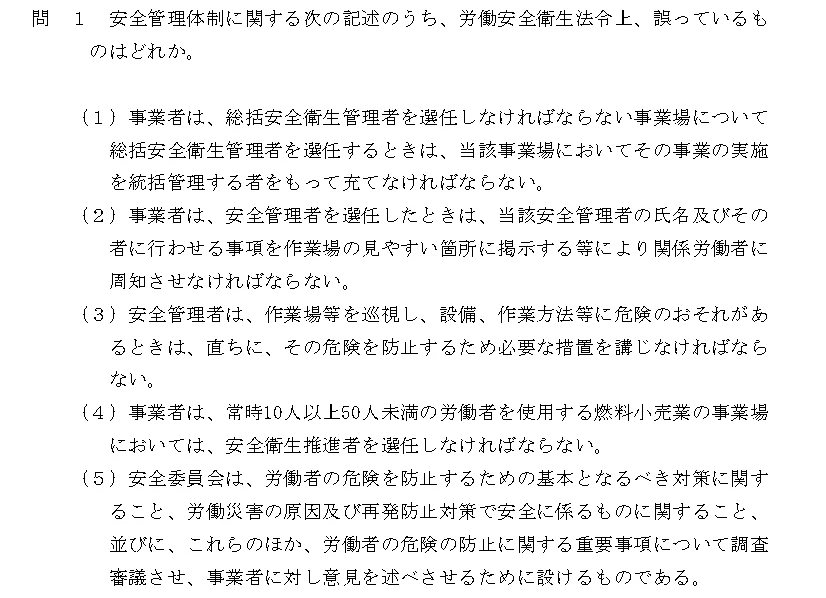 問　１　安全管理体制に関する次の記述のうち、労働安全衛生法令上、誤っているも
のはどれか。
（１）事業者は、総括安全衛生管理者を選任しなければならない事業場について
総括安全衛生管理者を選任するときは、当該事業場においてその事業の実施
を統括管理する者をもって充てなければならない。
（２）事業者は、安全管理者を選任したときは、当該安全管理者の氏名及びその
者に行わせる事項を作業場の見やすい箇所に掲示する等により関係労働者に
周知させなければならない。
（３）安全管理者は、作業場等を巡視し、設備、作業方法等に危険のおそれがあ
るときは、直ちに、その危険を防止するため必要な措置を講じなければなら
ない。
（４）事業者は、常時10人以上50人未満の労働者を使用する燃料小売業の事業場
においては、安全衛生推進者を選任しなければならない。
（５）安全委員会は、労働者の危険を防止するための基本となるべき対策に関す
ること、労働災害の原因及び再発防止対策で安全に係るものに関すること、
並びに、これらのほか、労働者の危険の防止に関する重要事項について調査
審議させ、事業者に対し意見を述べさせるために設けるものである。